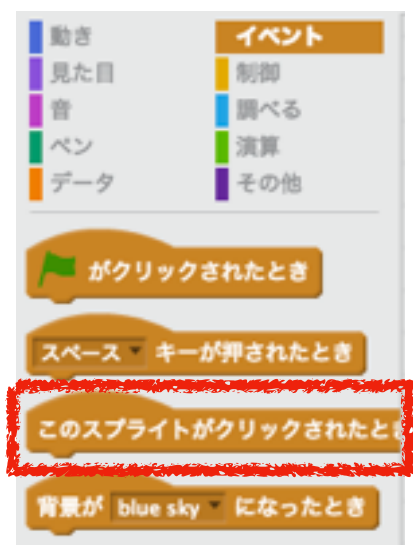 動き イベント
見た目 制御
音 調べる
ペン 演算
データ その他
がクリックされたとき
スペース キーが押されたとき
このスプライトがクリックされたとき
背景が blue sky になったとき